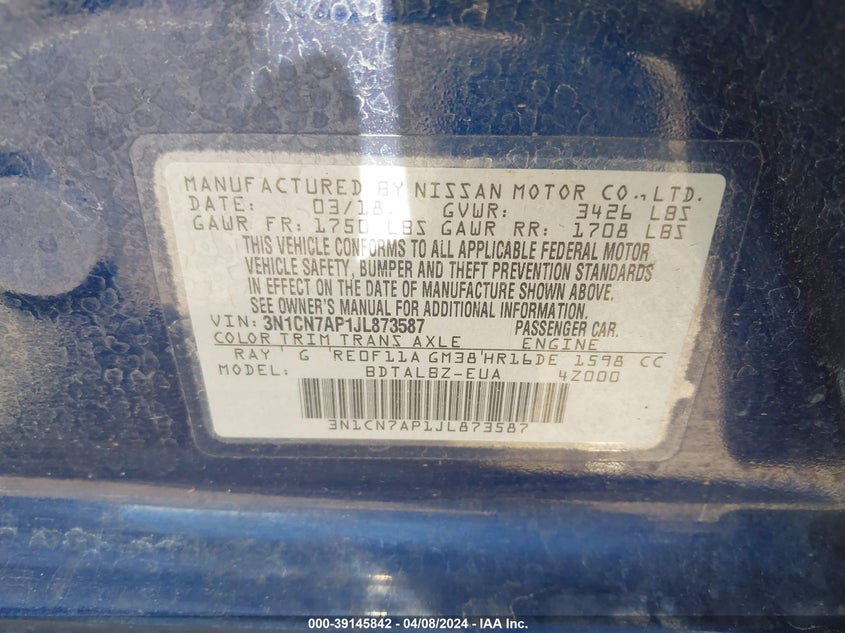 MANUFACTURED BY NISSAN MOTOR CO., LTD.
DATE: 03/18 GVWR: 3426 LBS
GAWR FR: 1750 LBS GAWR RR: 1708 LBS
THIS VEHICLE CONFORMS TO ALL APPLICABLE FEDERAL MOTOR
VEHICLE SAFETY, BUMPER AND THEFT PREVENTION STANDARDS
IN EFFECT ON THE DATE OF MANUFACTURE SHOWN ABOVE.
SEE OWNER'S MANUAL FOR ADDITIONAL INFORMATION.
VIN: 3N1CN7AP1JL873587 PASSENGER CAR.
COLOR TRIM TRANS AXLE ENGINE
RAY G RE0F11A GM38 HR16DE 1598 CC
MODEL: BDTALBZ-EUA 4Z000
3N1CN7AP1JL873587
000-39145842 - 04/08/2024 - IAA Inc.